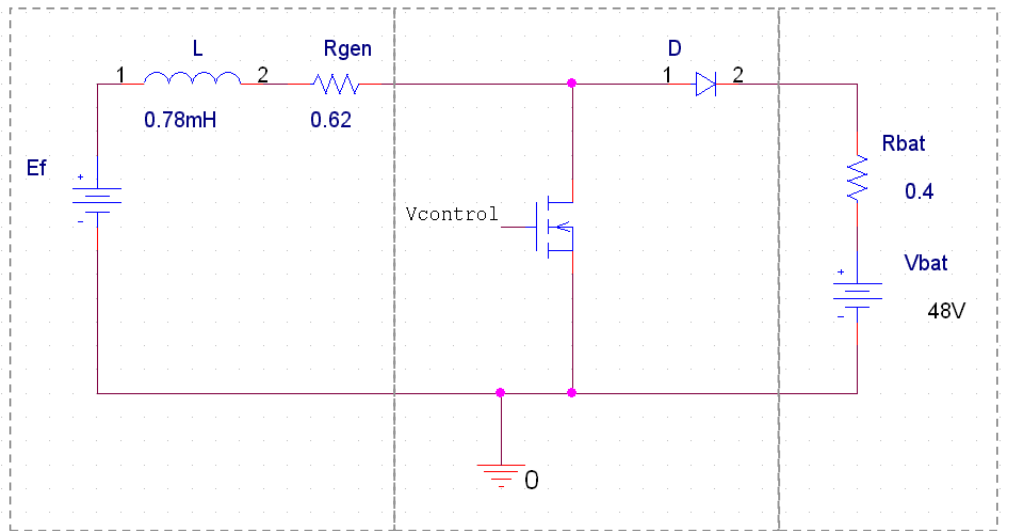 L
Rgen
D
1
2
1
2
0.78mH
0.62
Rbat
0.4
Ef
+
-
Vcontrol
Vbat
+
-
48V
0